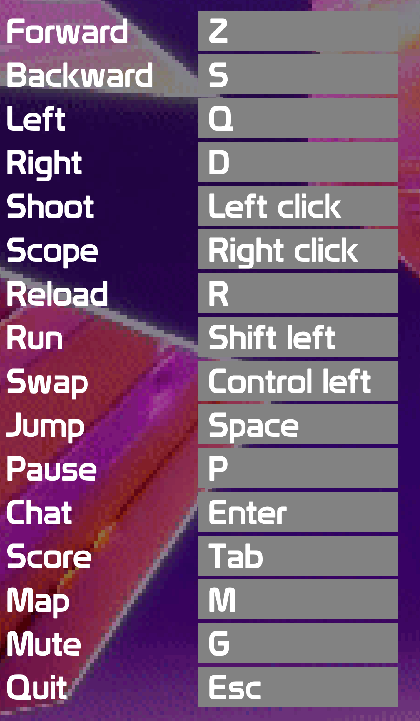 Forward Z
Backward S
Left Q
Right D
Shoot Left click
Scope Right click
Reload R
Run Shift left
Swap Control left
Jump Space
Pause P
Chat Enter
Score Tab
Map M
Mute G
Quit Esc